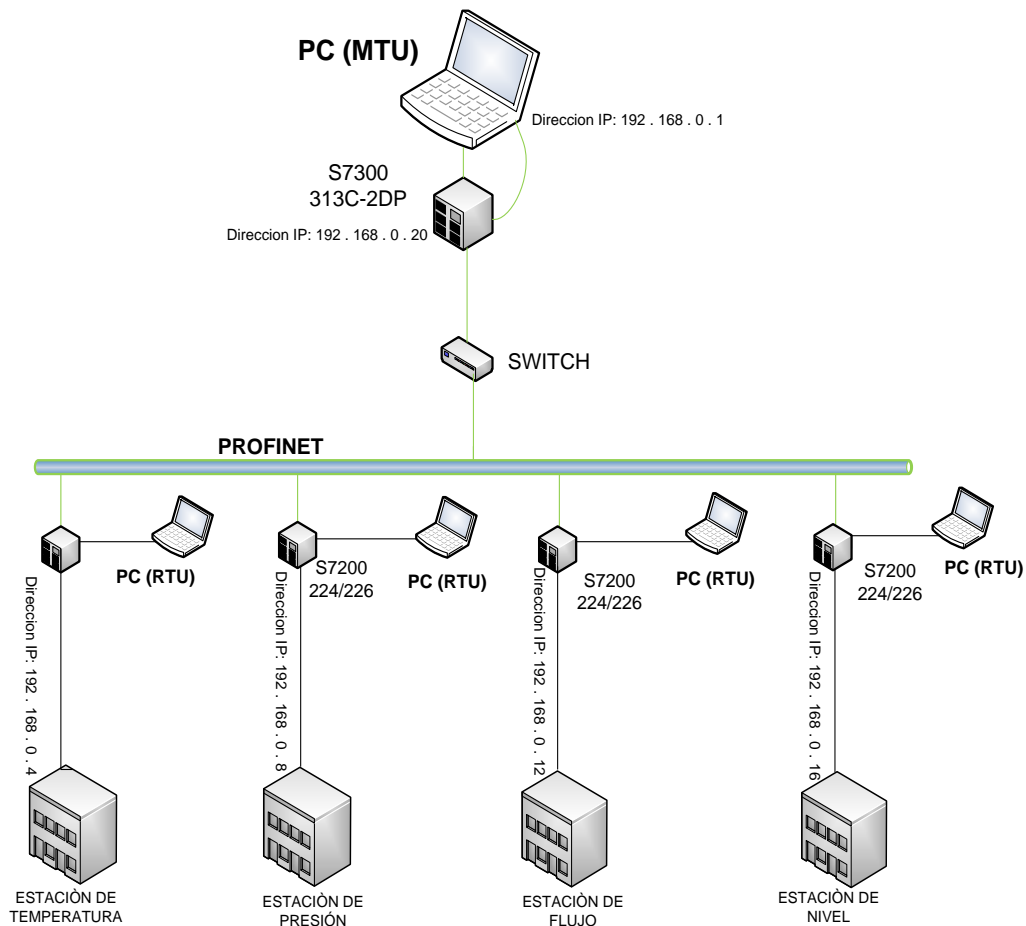 PC (MTU)
Direccion IP: 192 . 168 . 0 . 1
S7300
313C-2DP
Direccion IP: 192 . 168 . 0 . 20
SWITCH
PROFINET
PC (RTU)
Direccion IP: 192 . 168 . 0 . 4
S7200
224/226
PC (RTU)
Direccion IP: 192 . 168 . 0 . 8
S7200
224/226
PC (RTU)
Direccion IP: 192 . 168 . 0 . 12
S7200
224/226
PC (RTU)
Direccion IP: 192 . 168 . 0 . 16
ESTACIÒN DE
TEMPERATURA
ESTACIÒN DE
PRESIÓN
ESTACIÒN DE
FLUJO
ESTACIÒN DE
NIVEL